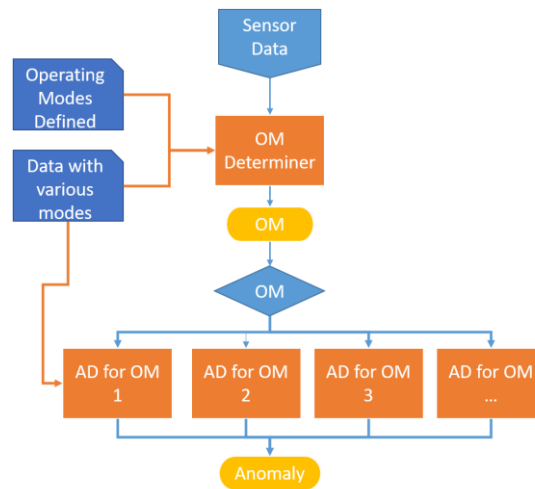 Sensor
Data
Operating
Modes
Defined
OM
Determiner
Data with
various
modes
OM
OM
AD for OM
1
AD for OM
2
AD for OM
3
AD for OM
...
Anomaly